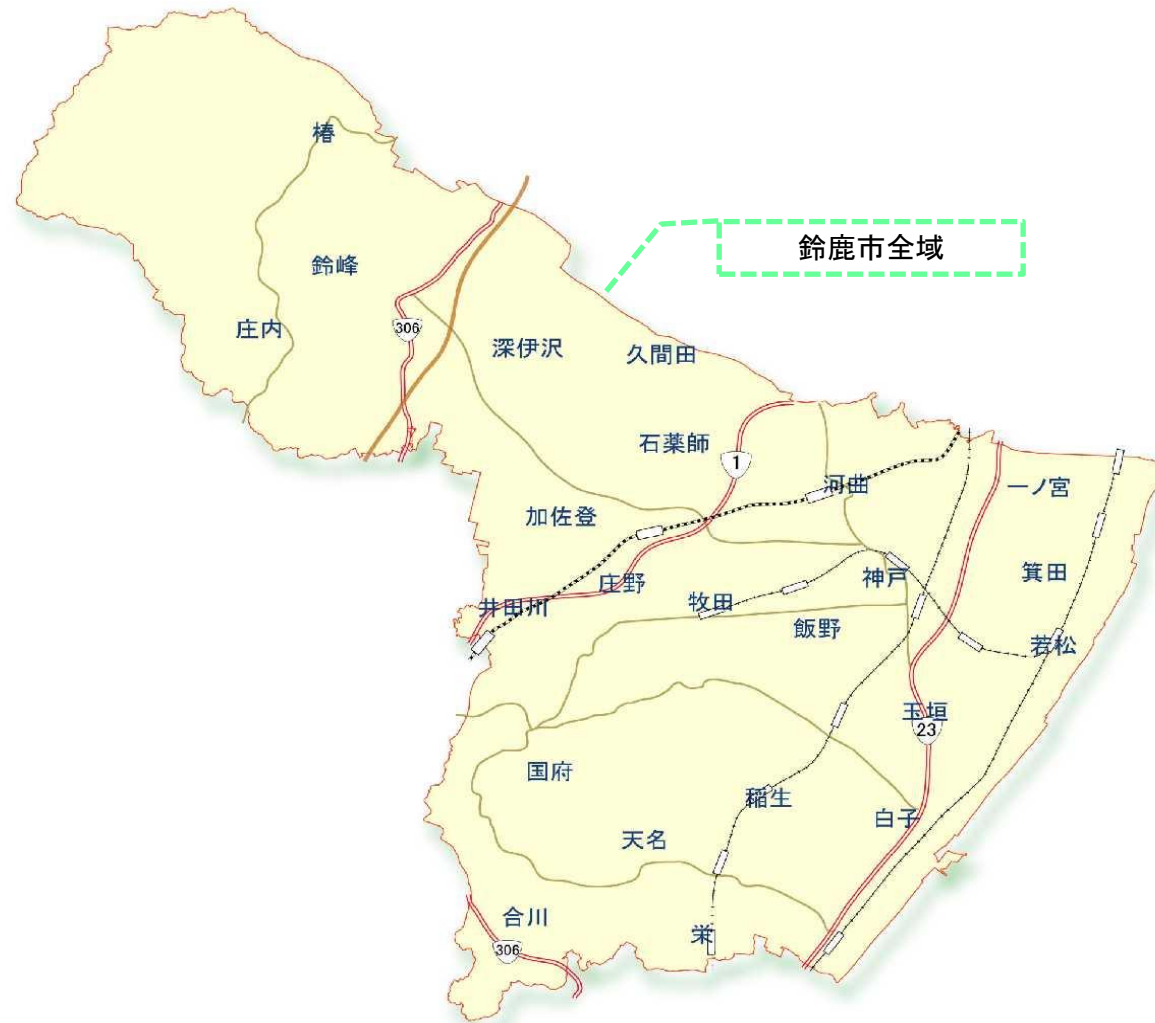 椿
鈴鹿市全域
鈴峰
庄内
306
深伊沢
久間田
石薬師
1
河曲
一ノ宮
加佐登
神戸
箕田
庄野
牧田
井田川
飯野
若松
玉垣
23
国府
稲生
白子
天名
合川
栄
306